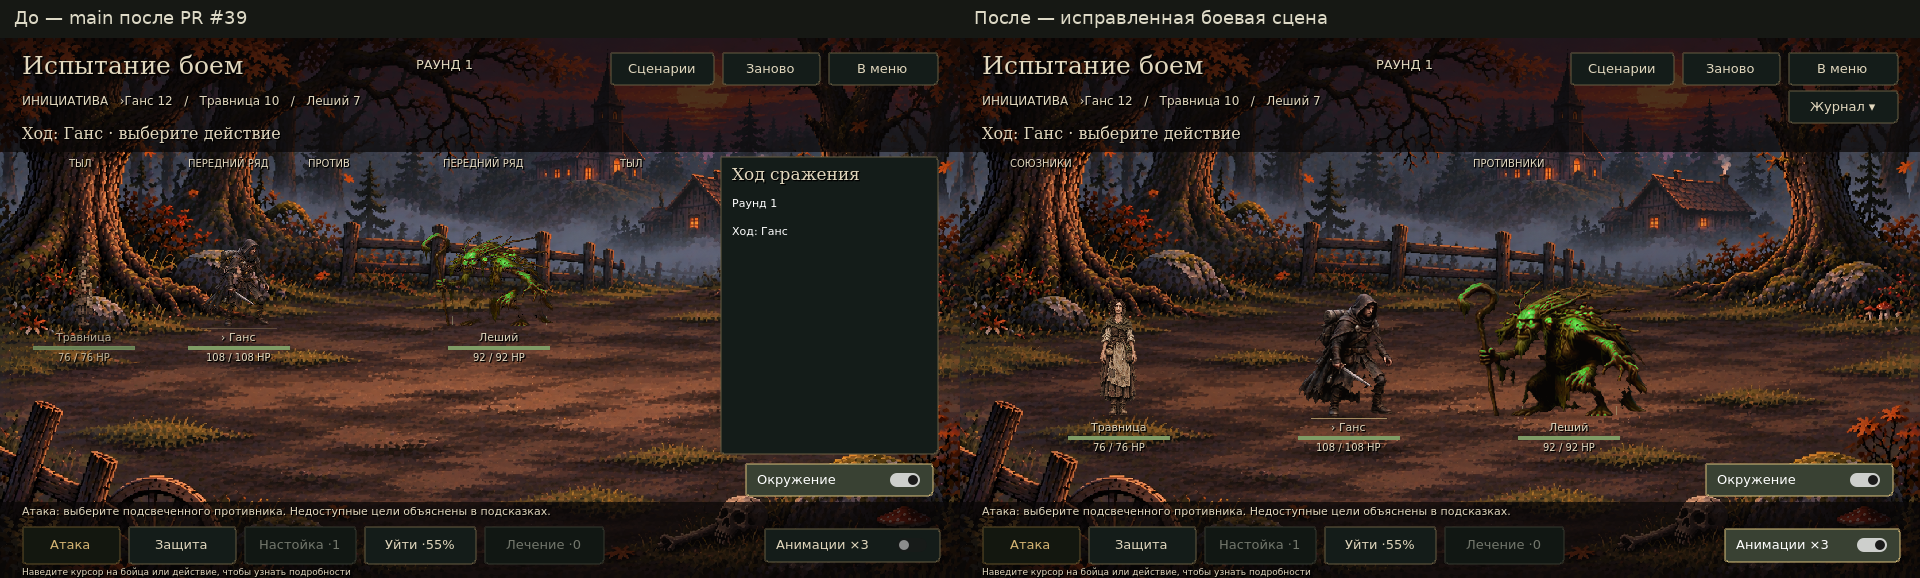 До — main после PR #39
Испытание боем
РАУНД 1
Сценарии
Заново
В меню
ИНИЦИАТИВА ›Ганс 12 / Травница 10 / Леший 7
Ход: Ганс · выберите действие
ТЫЛ ПЕРЕДНИЙ РЯД ПРОТИВ ПЕРЕДНИЙ РЯД ТЫЛ
Ход сражения
Раунд 1
Ход: Ганс
Травница
76 / 76 HP
› Ганс
108 / 108 HP
Леший
92 / 92 HP
Окружение
Атака: выберите подсвеченного противника. Недоступные цели объяснены в подсказках.
Атака
Защита
Настойка ·1
Уйти ·55%
Лечение ·0
Анимации ×3
Наведите курсор на бойца или действие, чтобы узнать подробности
После — исправленная боевая сцена
Испытание боем
РАУНД 1
Сценарии
Заново
В меню
ИНИЦИАТИВА ›Ганс 12 / Травница 10 / Леший 7
Журнал ▾
Ход: Ганс · выберите действие
СОЮЗНИКИ
ПРОТИВНИКИ
Травница
76 / 76 HP
› Ганс
108 / 108 HP
Леший
92 / 92 HP
Окружение
Атака: выберите подсвеченного противника. Недоступные цели объяснены в подсказках.
Атака
Защита
Настойка ·1
Уйти ·55%
Лечение ·0
Анимации ×3
Наведите курсор на бойца или действие, чтобы узнать подробности